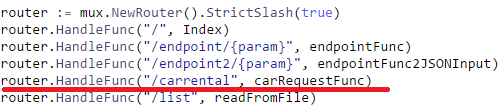 router := mux.NewRouter().StrictSlash(true)
router.HandleFunc("/", Index)
router.HandleFunc("/endpoint/{param}", endpointFunc)
router.HandleFunc("/endpoint2/{param}", endpointFunc2JSONInput)
router.HandleFunc("/carrental", carRequestFunc)
router.HandleFunc("/list", readFromFile)